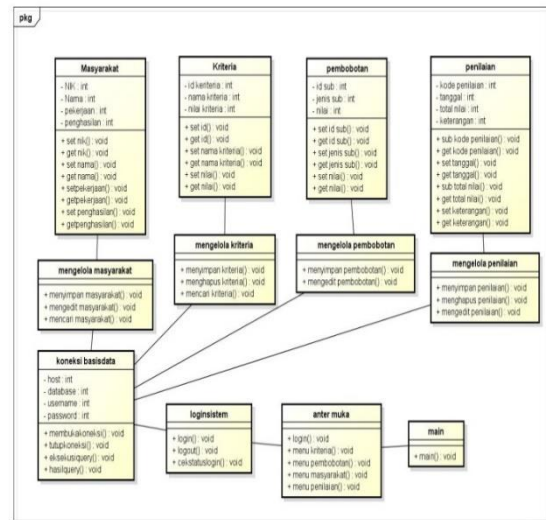 pkg
Masyarakat
- NIK : int
- Nama : int
- pekerjaan : int
- penghasilan : int
+ set nik() : void
+ get nik() : void
+ set nama() : void
+ get nama() : void
+ setpekerjaan() : void
+ getpekerjaan() : void
+ set penghasilan() : void
+ getpenghasilan() : void
Kriteria
- id keriteria : int
- nama kriteria : int
- nilai kriteria : int
+ set id() : void
+ get id() : void
+ set nama kriteria() : void
+ get nama kriteria() : void
+ set nilai() : void
+ get nilai() : void
pembobotan
- id sub : int
- jenis sub : int
- nilai : int
+ set id sub() : void
+ get id sub() : void
+ set jenis sub() : void
+ get jenis sub() : void
+ set nilai() : void
+ get nilai() : void
penilaian
- kode penilaian : int
- tanggal : int
- total nilai : int
- keterangan : int
+ sub kode penilaian() : void
+ get kode penilaian() : void
+ set tanggal() : void
+ get tanggal() : void
+ sub total nilai() : void
+ get total nilai() : void
+ set keterangan() : void
+ get keterangan() : void
mengelola masyarakat
+ menyimpan masyarakat() : void
+ mengedit masyarakat() : void
+ mencari masyarakat() : void
mengelola kriteria
+ menyimpan kriteria() : void
+ menghapus kriteria() : void
+ mencari kriteria() : void
mengelola pembobotan
+ menyimpan pembobotan() : void
+ mengedit pembobotan() : void
mengelola penilaian
+ menyimpan penilaian() : void
+ menghapus penilaian() : void
+ mengedit penilaian() : void
koneksi basisdata
- host : int
- database : int
- username : int
- password : int
+ membukakoneksi() : void
+ tutupkoneksi() : void
+ eksekusiquery() : void
+ hasilquery() : void
loginsistem
+ login() : void
+ logout() : void
+ cekstatuslogin() : void
anter muka
+ login() : void
+ menu kriteria() : void
+ menu pembobotan() : void
+ menu masyarakat() : void
+ menu penilaian() : void
main
+ main() : void